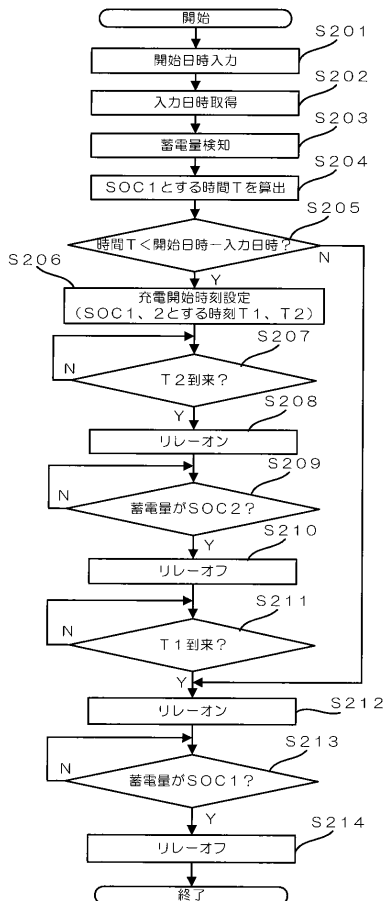 開始
S201
開始日時入力
S202
入力日時取得
S203
蓄電量検知
S204
SOC1とする時間Tを算出
S205
時間T<開始日時－入力日時?
N
S206
Y
充電開始時刻設定
(SOC1、2とする時刻T1、T2)
S207
N
T2到来?
Y
S208
リレーオン
S209
N
蓄電量がSOC2?
Y
S210
リレーオフ
S211
N
T1到来?
Y
S212
リレーオン
S213
N
蓄電量がSOC1?
Y
S214
リレーオフ
終了